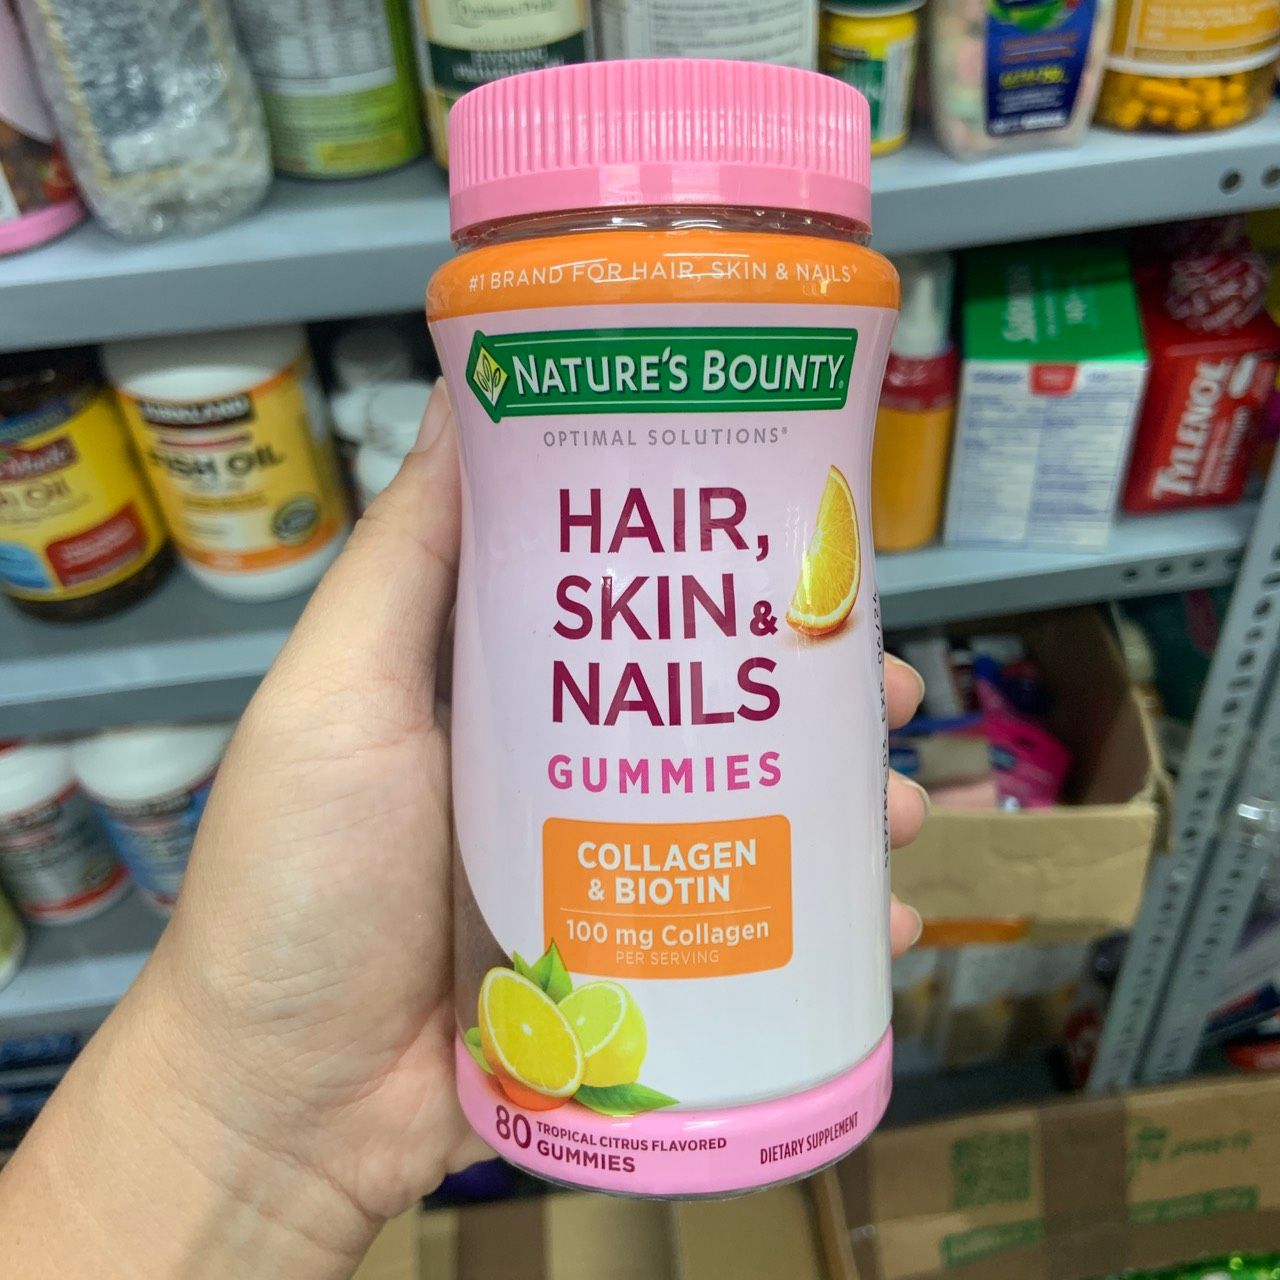 #1 BRAND FOR HAIR, SKIN & NAILS
NATURE'S BOUNTY®
OPTIMAL SOLUTIONS®
HAIR,
SKIN &
NAILS
GUMMIES
COLLAGEN
& BIOTIN
100 mg Collagen
PER SERVING
80 TROPICAL CITRUS FLAVORED
GUMMIES
DIETARY SUPPLEMENT
KIRKLAND
FISH OIL
TYLENOL